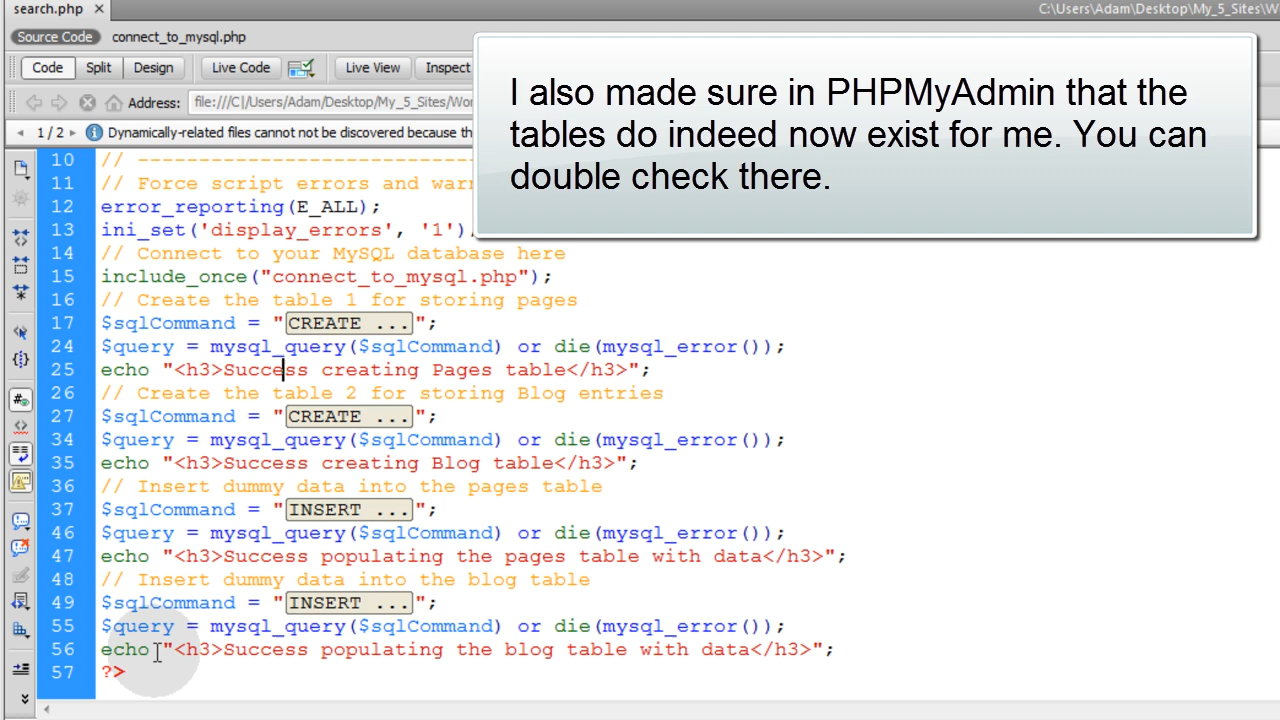 search.php ×
C:\Users\Adam\Desktop\My_5_Sites\Wo
Source Code connect_to_mysql.php
Code Split Design Live Code Live View Inspect
Address: file:///C|/Users/Adam/Desktop/My_5_Sites/Wor
1 / 2 Dynamically-related files cannot not be discovered because the
I also made sure in PHPMyAdmin that the
tables do indeed now exist for me. You can
double check there.
10 // ------------------------------
11 // Force script errors and warn
12 error_reporting(E_ALL);
13 ini_set('display_errors', '1')
14 // Connect to your MySQL database here
15 include_once("connect_to_mysql.php");
16 // Create the table 1 for storing pages
17 $sqlCommand = "CREATE ...";
24 $query = mysql_query($sqlCommand) or die(mysql_error());
25 echo "<h3>Success creating Pages table</h3>";
26 // Create the table 2 for storing Blog entries
27 $sqlCommand = "CREATE ...";
34 $query = mysql_query($sqlCommand) or die(mysql_error());
35 echo "<h3>Success creating Blog table</h3>";
36 // Insert dummy data into the pages table
37 $sqlCommand = "INSERT ...";
46 $query = mysql_query($sqlCommand) or die(mysql_error());
47 echo "<h3>Success populating the pages table with data</h3>";
48 // Insert dummy data into the blog table
49 $sqlCommand = "INSERT ...";
55 $query = mysql_query($sqlCommand) or die(mysql_error());
56 echo "<h3>Success populating the blog table with data</h3>";
57 ?>